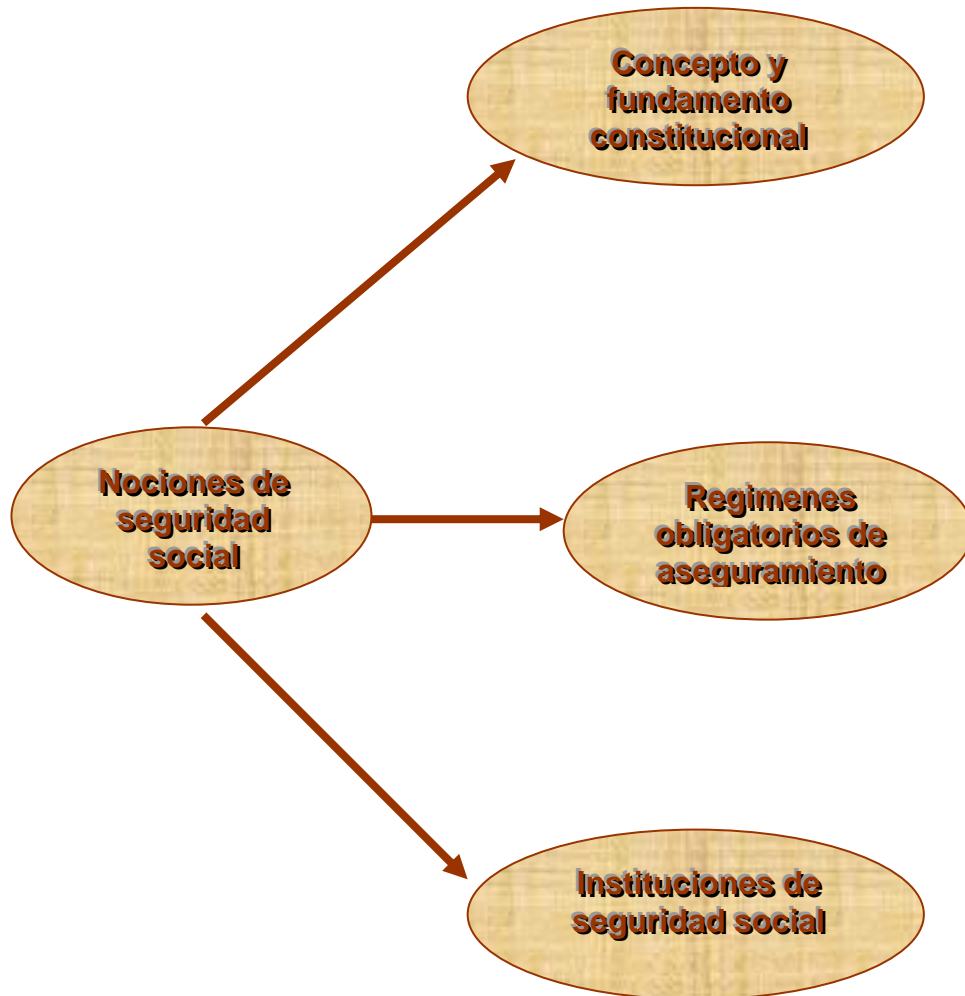 Concepto y
fundamento
constitucional
Nociones de
seguridad
social
Regimenes
obligatorios de
aseguramiento
Instituciones de
seguridad social